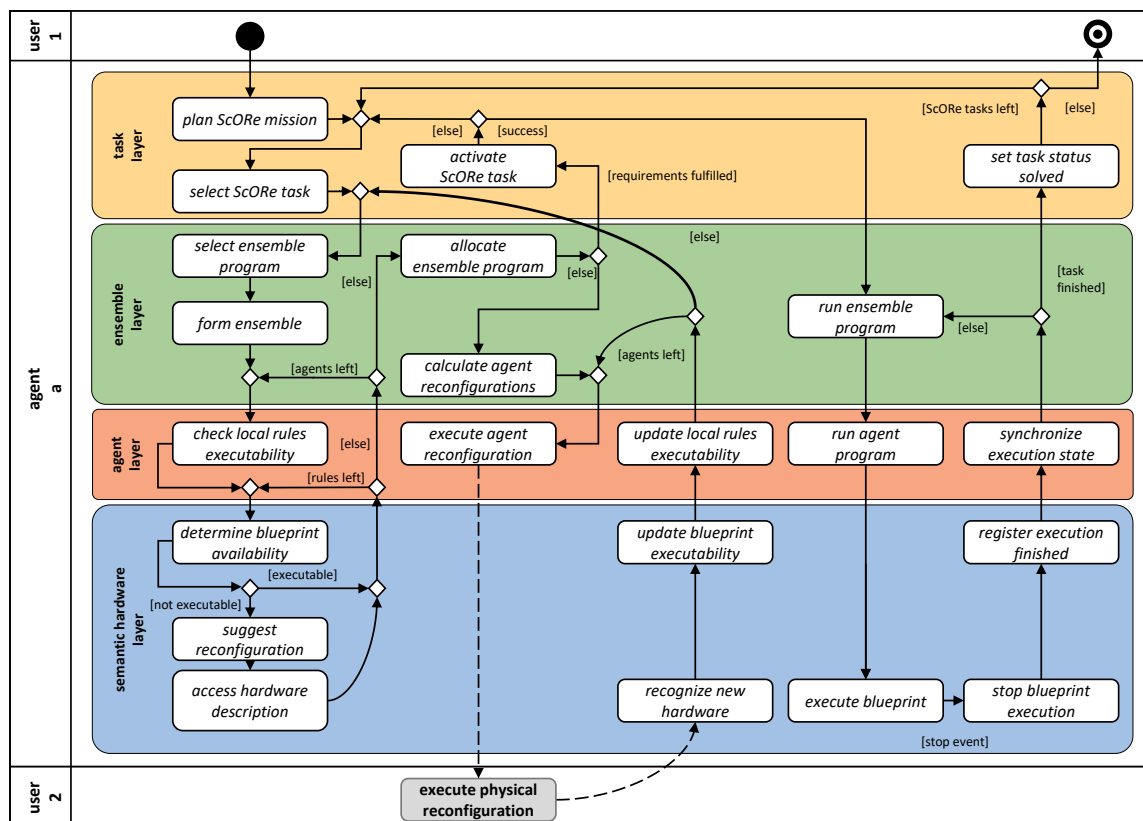 user
1
agent
a
user
2
task
layer
plan ScORe mission
select ScORe task
[else]
[success]
activate
ScORe task
[requirements fulfilled]
[ScORe tasks left]
[else]
set task status
solved
ensemble
layer
select ensemble
program
form ensemble
[else]
allocate
ensemble program
[else]
[else]
calculate agent
reconfigurations
[agents left]
[agents left]
run ensemble
program
[else]
[task
finished]
agent
layer
check local rules
executability
[else]
[rules left]
execute agent
reconfiguration
update local rules
executability
run agent
program
synchronize
execution state
semantic hardware
layer
determine blueprint
availability
[executable]
[not executable]
suggest
reconfiguration
access hardware
description
update blueprint
executability
recognize new
hardware
register execution
finished
execute blueprint
stop blueprint
execution
[stop event]
execute physical
reconfiguration